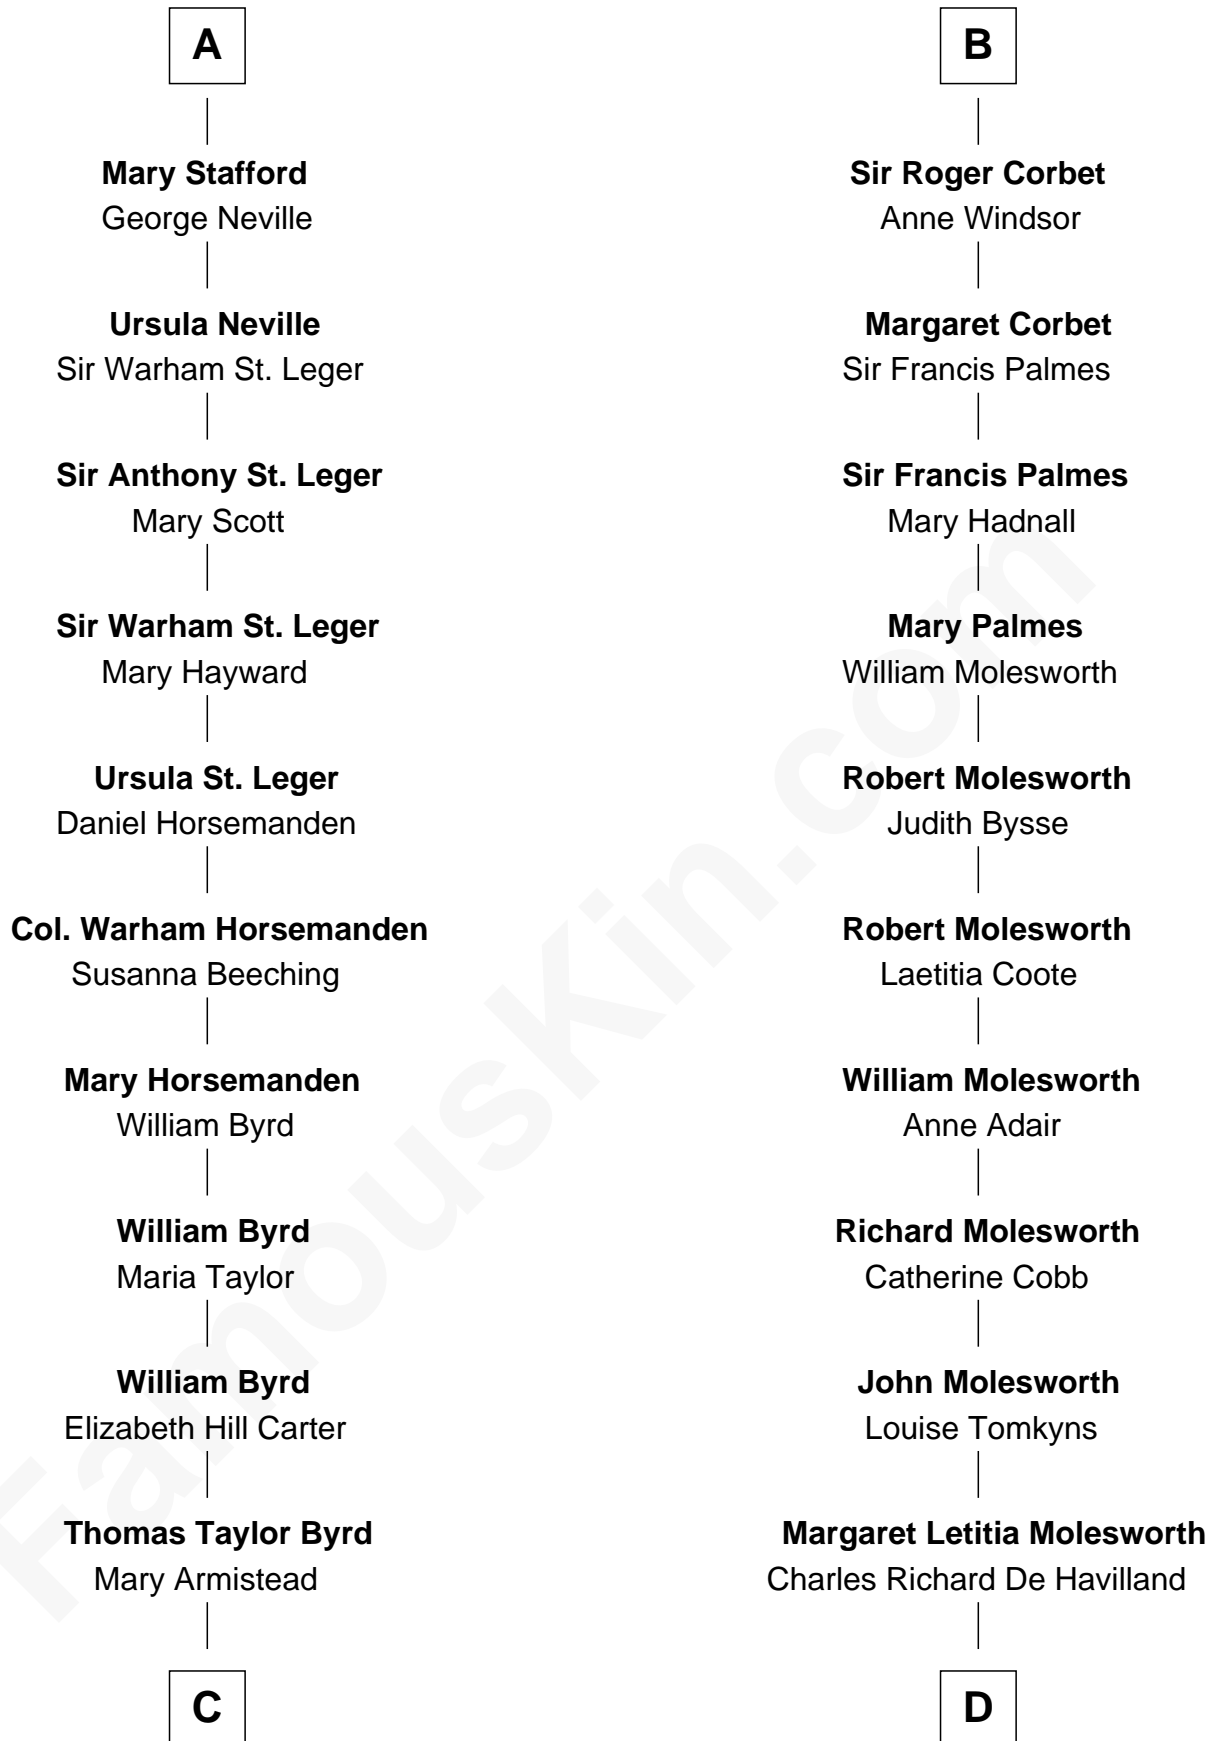 A
Mary Stafford
George Neville
Ursula Neville
Sir Warham St. Leger
Sir Anthony St. Leger
Mary Scott
Sir Warham St. Leger
Mary Hayward
Ursula St. Leger
Daniel Horsemanden
Col. Warham Horsemanden
Susanna Beeching
Mary Horsemanden
William Byrd
William Byrd
Maria Taylor
William Byrd
Elizabeth Hill Carter
Thomas Taylor Byrd
Mary Armistead
C
B
Sir Roger Corbet
Anne Windsor
Margaret Corbet
Sir Francis Palmes
Sir Francis Palmes
Mary Hadnall
Mary Palmes
William Molesworth
Robert Molesworth
Judith Bysse
Robert Molesworth
Laetitia Coote
William Molesworth
Anne Adair
Richard Molesworth
Catherine Cobb
John Molesworth
Louise Tomkyns
Margaret Letitia Molesworth
Charles Richard De Havilland
D
FamousKin.com